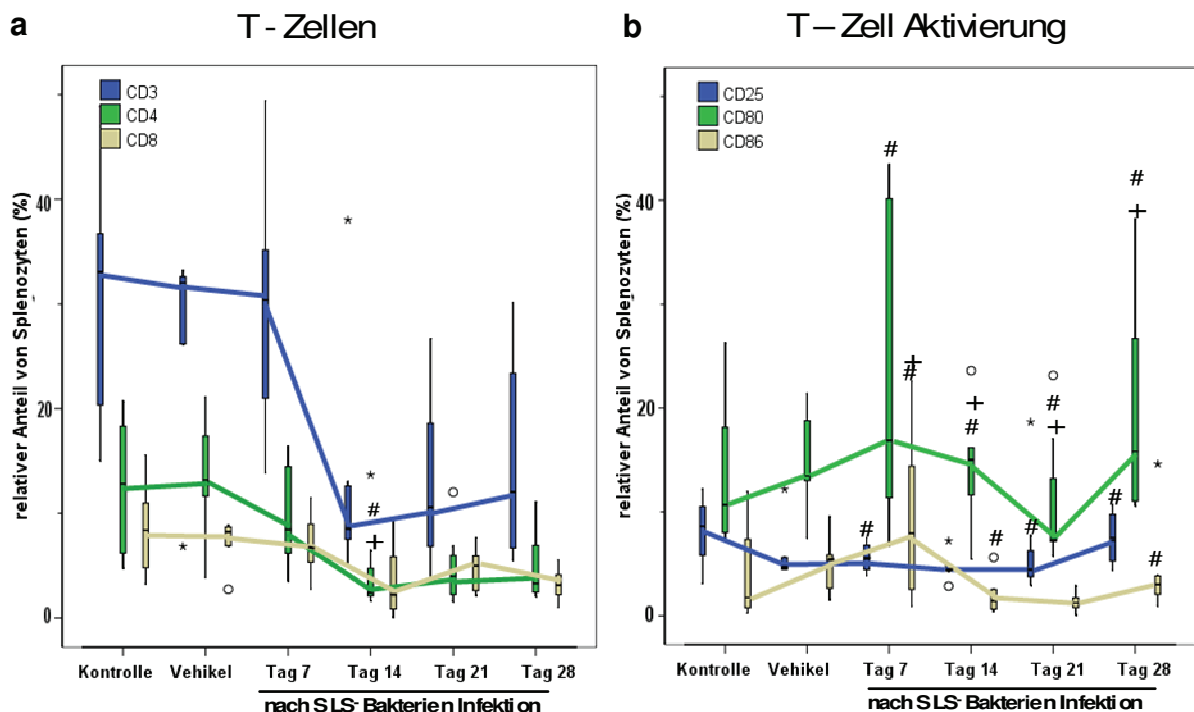 a
T - Zellen
CD3
CD4
CD8
relativer Anteil von Splenozyten (%)
40
20
0
*
*
*
#
+
Kontrolle
Vehikel
Tag 7
Tag 14
Tag 21
Tag 28
nach SLS- Bakterien Infektion
b
T – Zell Aktivierung
CD25
CD80
CD86
relativer Anteil von Splenozyten (%)
40
20
0
#
#
+
+
#
+
#
#
+
*
*
*
*
#
#
#
#
#
Kontrolle
Vehikel
Tag 7
Tag 14
Tag 21
Tag 28
nach SLS- Bakterien Infektion